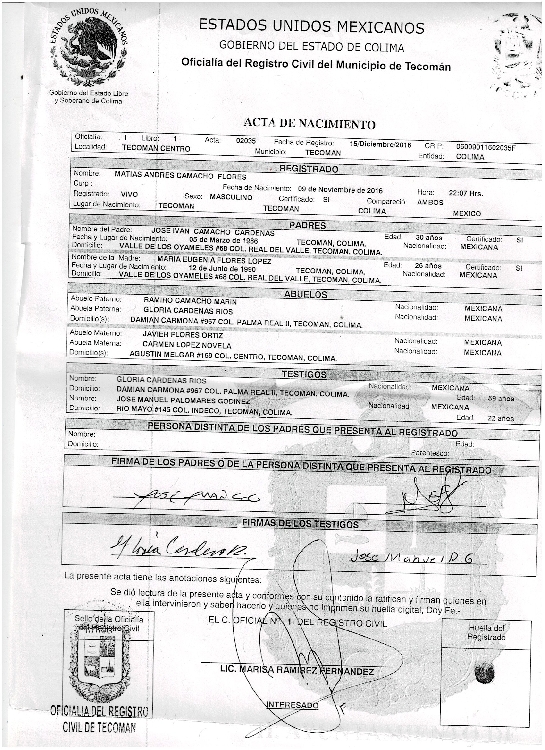 ESTADOS UNIDOS MEXICANOS
ESTADOS UNIDOS MEXICANOS
GOBIERNO DEL ESTADO DE COLIMA
Oficialía del Registro Civil del Municipio de Tecomán
Gobierno del Estado Libre
y Soberano de Colima
ACTA DE NACIMIENTO
Oficialia: 1 Libro: 1 Acta: 02035 Fecha de Registro: 15/Diciembre/2016 CRIP:
Localidad: TECOMAN CENTRO Municipio: TECOMAN Entidad: COLIMA
REGISTRADO
Nombre: MATIAS ANDRES CAMACHO FLORES
Curp: Fecha de Nacimiento: 09 de Noviembre de 2016 Hora: 22:07 Hrs.
Registrado: VIVO Sexo: MASCULINO Certificado: SI Compareció: AMBOS
Lugar de Nacimiento: TECOMAN TECOMAN COLIMA MEXICO
PADRES
Nombre del Padre: JOSE IVAN CAMACHO CARDENAS Edad: 30 años Certificado: SI
Fecha y Lugar de Nacimiento: 05 de Marzo de 1986 TECOMAN, COLIMA. Nacionalidad: MEXICANA
Domicilio: VALLE DE LOS OYAMELES #68 COL. REAL DEL VALLE, TECOMAN, COLIMA.
Nombre de la Madre: MARIA EUGENIA FLORES LOPEZ Edad: 26 años Certificado: SI
Fecha y Lugar de Nacimiento: 12 de Junio de 1990 TECOMAN, COLIMA. Nacionalidad: MEXICANA
Domicilio: VALLE DE LOS OYAMELES #68 COL. REAL DEL VALLE, TECOMAN, COLIMA.
ABUELOS
Abuelo Paterno: RAMIRO CAMACHO MARIN Nacionalidad: MEXICANA
Abuela Paterna: GLORIA CARDENAS RIOS Nacionalidad: MEXICANA
Domicilio(s): DAMIAN CARMONA #967 COL. PALMA REAL II, TECOMAN, COLIMA.
Abuelo Materno: JAVIER FLORES ORTIZ Nacionalidad: MEXICANA
Abuela Materna: CARMEN LOPEZ NOVELA Nacionalidad: MEXICANA
Domicilio(s): AGUSTIN MELGAR #169 COL. CENTRO, TECOMAN, COLIMA.
TESTIGOS
Nombre: GLORIA CARDENAS RIOS Nacionalidad: MEXICANA
Domicilio: DAMIAN CARMONA #967 COL. PALMA REAL II, TECOMAN, COLIMA. Edad: 59 años
Nombre: JOSE MANUEL PALOMARES GODINEZ Nacionalidad MEXICANA
Domicilio: RIO MAYO #145 COL. INDECO, TECOMAN, COLIMA. Edad: 22 años
PERSONA DISTINTA DE LOS PADRES QUE PRESENTA AL REGISTRADO
Nombre: Edad:
Domicilio: Parentesco:
FIRMA DE LOS PADRES O DE LA PERSONA DISTINTA QUE PRESENTA AL REGISTRADO
FIRMAS DE LOS TESTIGOS
Gloria Cardenas R. Jose Manuel P. G
La presente acta tiene las anotaciones siguientes:
Se dió lectura de la presente acta y conformes con su contenido la ratifican y firman quienes en
ella intervinieron y saben hacerlo y quienes no imprimen su huella digital, Doy Fe.-
Sello de la Oficialía
del Registro Civil
EL C. OFICIAL Nº. 1 DEL REGISTRO CIVIL
Huella del
Registrado
LIC. MARISA RAMIREZ FERNANDEZ
INTERESADO
OFICIALIA DEL REGISTRO
CIVIL DE TECOMAN